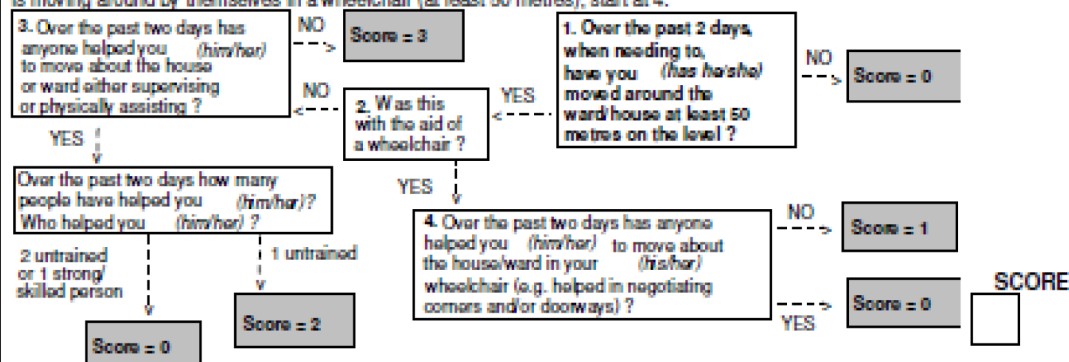 is moving around by themselves in a wheelchair (at least 50 metres), start at 4.
1. Over the past 2 days,
when needing to,
have you (has he/she)
moved around the
ward/house at least 50
metres on the level ?
NO
Score = 0
YES
2. Was this
with the aid of
a wheelchair ?
NO
3. Over the past two days has
anyone helped you (him/her)
to move about the house
or ward either supervising
or physically assisting ?
NO
Score = 3
YES
Over the past two days how many
people have helped you (him/her)?
Who helped you (him/her) ?
2 untrained
or 1 strong/
skilled person
Score = 0
1 untrained
Score = 2
YES
4. Over the past two days has anyone
helped you (him/her) to move about
the house/ward in your (his/her)
wheelchair (e.g. helped in negotiating
corners and/or doorways) ?
NO
Score = 1
YES
Score = 0
SCORE